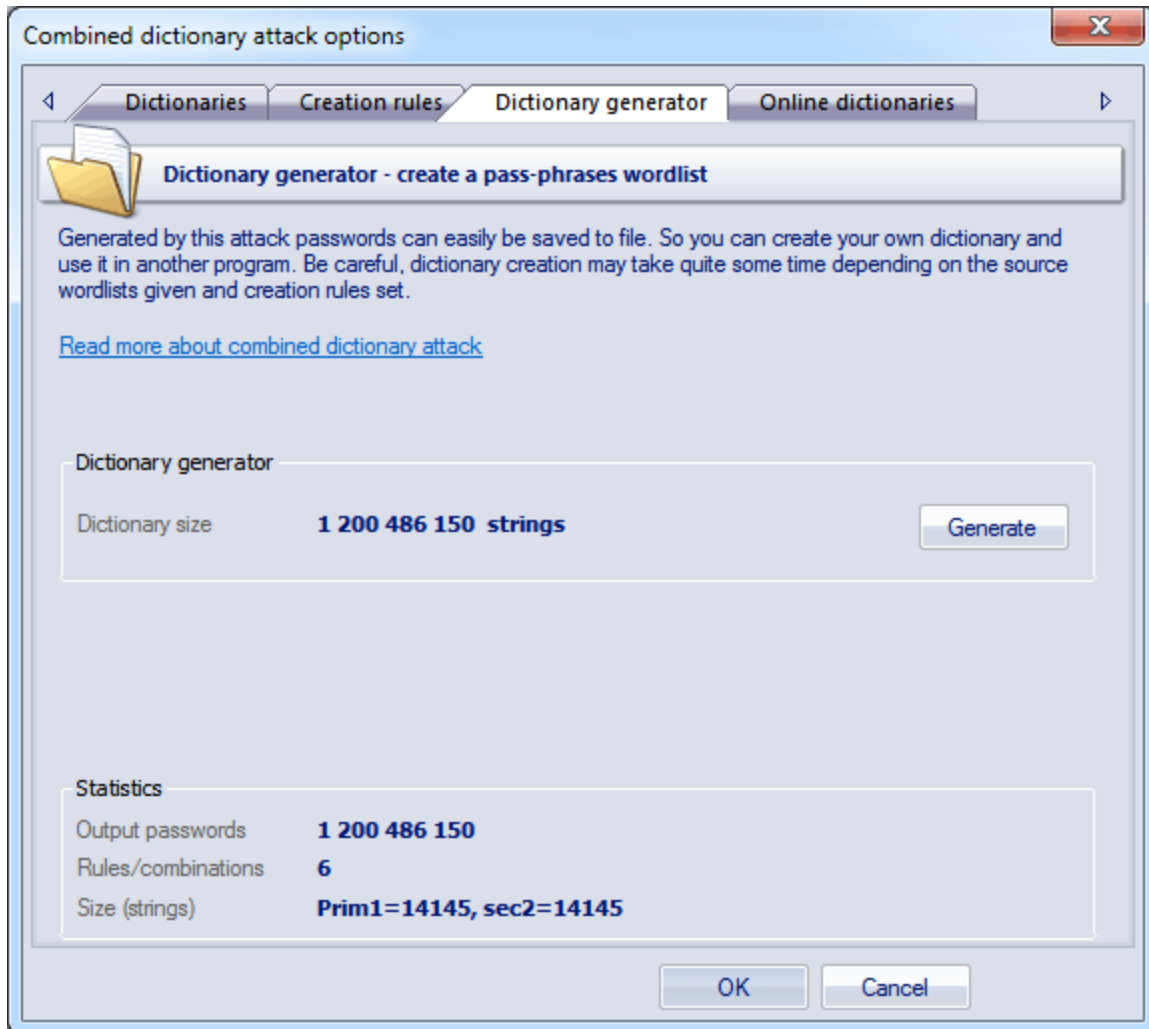 Combined dictionary attack options
Dictionaries Creation rules Dictionary generator Online dictionaries
Dictionary generator - create a pass-phrases wordlist
Generated by this attack passwords can easily be saved to file. So you can create your own dictionary and
use it in another program. Be careful, dictionary creation may take quite some time depending on the source
wordlists given and creation rules set.
Read more about combined dictionary attack
Dictionary generator
Dictionary size 1 200 486 150 strings Generate
Statistics
Output passwords 1 200 486 150
Rules/combinations 6
Size (strings) Prim1=14145, sec2=14145
OK Cancel